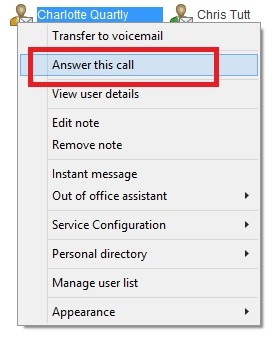 Charlotte Quartly Chris Tutt
Transfer to voicemail
Answer this call
View user details
Edit note
Remove note
Instant message
Out of office assistant
Service Configuration
Personal directory
Manage user list
Appearance